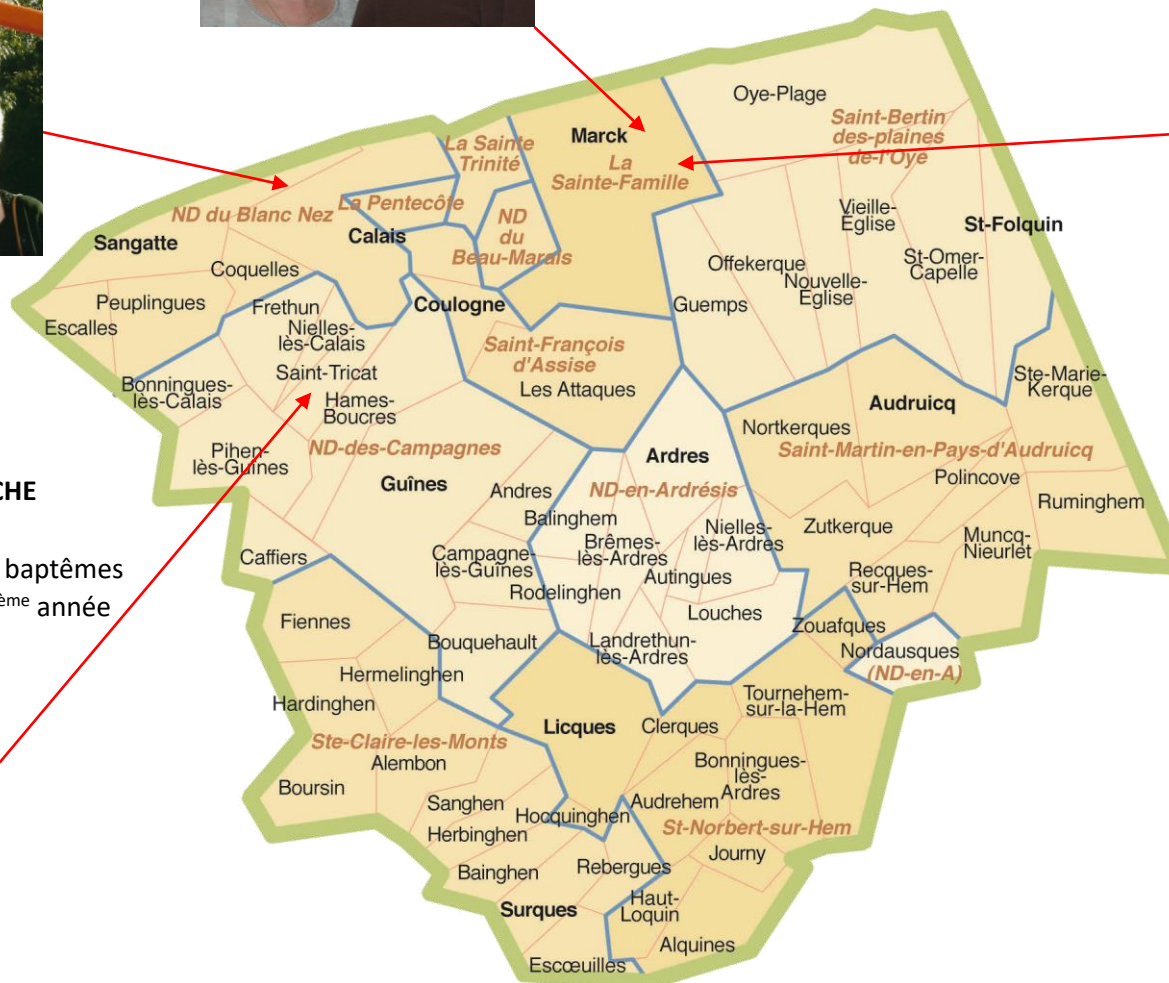 Oye-Plage
Saint-Bertin
des-plaines
de-l'Oye
Marck
La
Sainte-Famille
La Sainte
Trinité
La Pentecôte
ND du Blanc Nez
ND
du
Beau-Marais
Calais
Sangatte
Coquelles
Peuplingues
Escalles
Vieille-
Église
St-Folquin
St-Omer-
Capelle
Offekerque
Nouvelle-
Eglise
Guemps
Coulogne
Frethun
Nielles-
lès-Calais
Saint-Tricat
Hames-
Boucres
Bonningues-
lès-Calais
Pihen-
lès-Guînes
Saint-François
d'Assise
Les Attaques
Ste-Marie-
Kerque
Audruicq
Nortkerques
Saint-Martin-en-Pays-d'Audruicq
Polincove
Ruminghem
Zutkerque
Muncq-
Nieurlet
Recques-
sur-Hem
ND-des-Campagnes
Guînes
Andres
Balinghem
Campagne-
lès-Guînes
Rodelinghen
Caffiers
Bouquehault
Ardres
ND-en-Ardrésis
Brêmes-
lès-Ardres
Nielles-
lès-Ardres
Autingues
Louches
Landrethun-
lès-Ardres
Zouafques
Nordausques
(ND-en-A)
CHE
baptêmes
ème année
Fiennes
Hermelinghen
Hardinghen
Ste-Claire-les-Monts
Alembon
Boursin
Sanghen
Herbinghen
Hocquinghen
Bainghen
Rebergues
Surques
Escœuilles
Licques
Clerques
Tournehem-
sur-la-Hem
Bonningues-
lès-
Ardres
Audrehem
St-Norbert-sur-Hem
Journy
Haut-
Loquin
Alquines